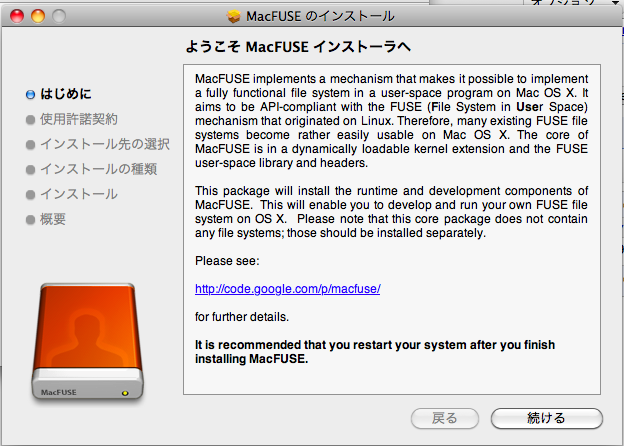 オプション
MacFUSE のインストール
ようこそ MacFUSE インストーラへ
はじめに
使用許諾契約
インストール先の選択
インストールの種類
インストール
概要
MacFUSE implements a mechanism that makes it possible to implement
a fully functional file system in a user-space program on Mac OS X. It
aims to be API-compliant with the FUSE (File System in User Space)
mechanism that originated on Linux. Therefore, many existing FUSE file
systems become rather easily usable on Mac OS X. The core of
MacFUSE is in a dynamically loadable kernel extension and the FUSE
user-space library and headers.
This package will install the runtime and development components of
MacFUSE.  This will enable you to develop and run your own FUSE file
system on OS X.  Please note that this core package does not contain
any file systems; those should be installed separately.
Please see:
http://code.google.com/p/macfuse/
for further details.
It is recommended that you restart your system after you finish
installing MacFUSE.
MacFUSE
戻る
続ける